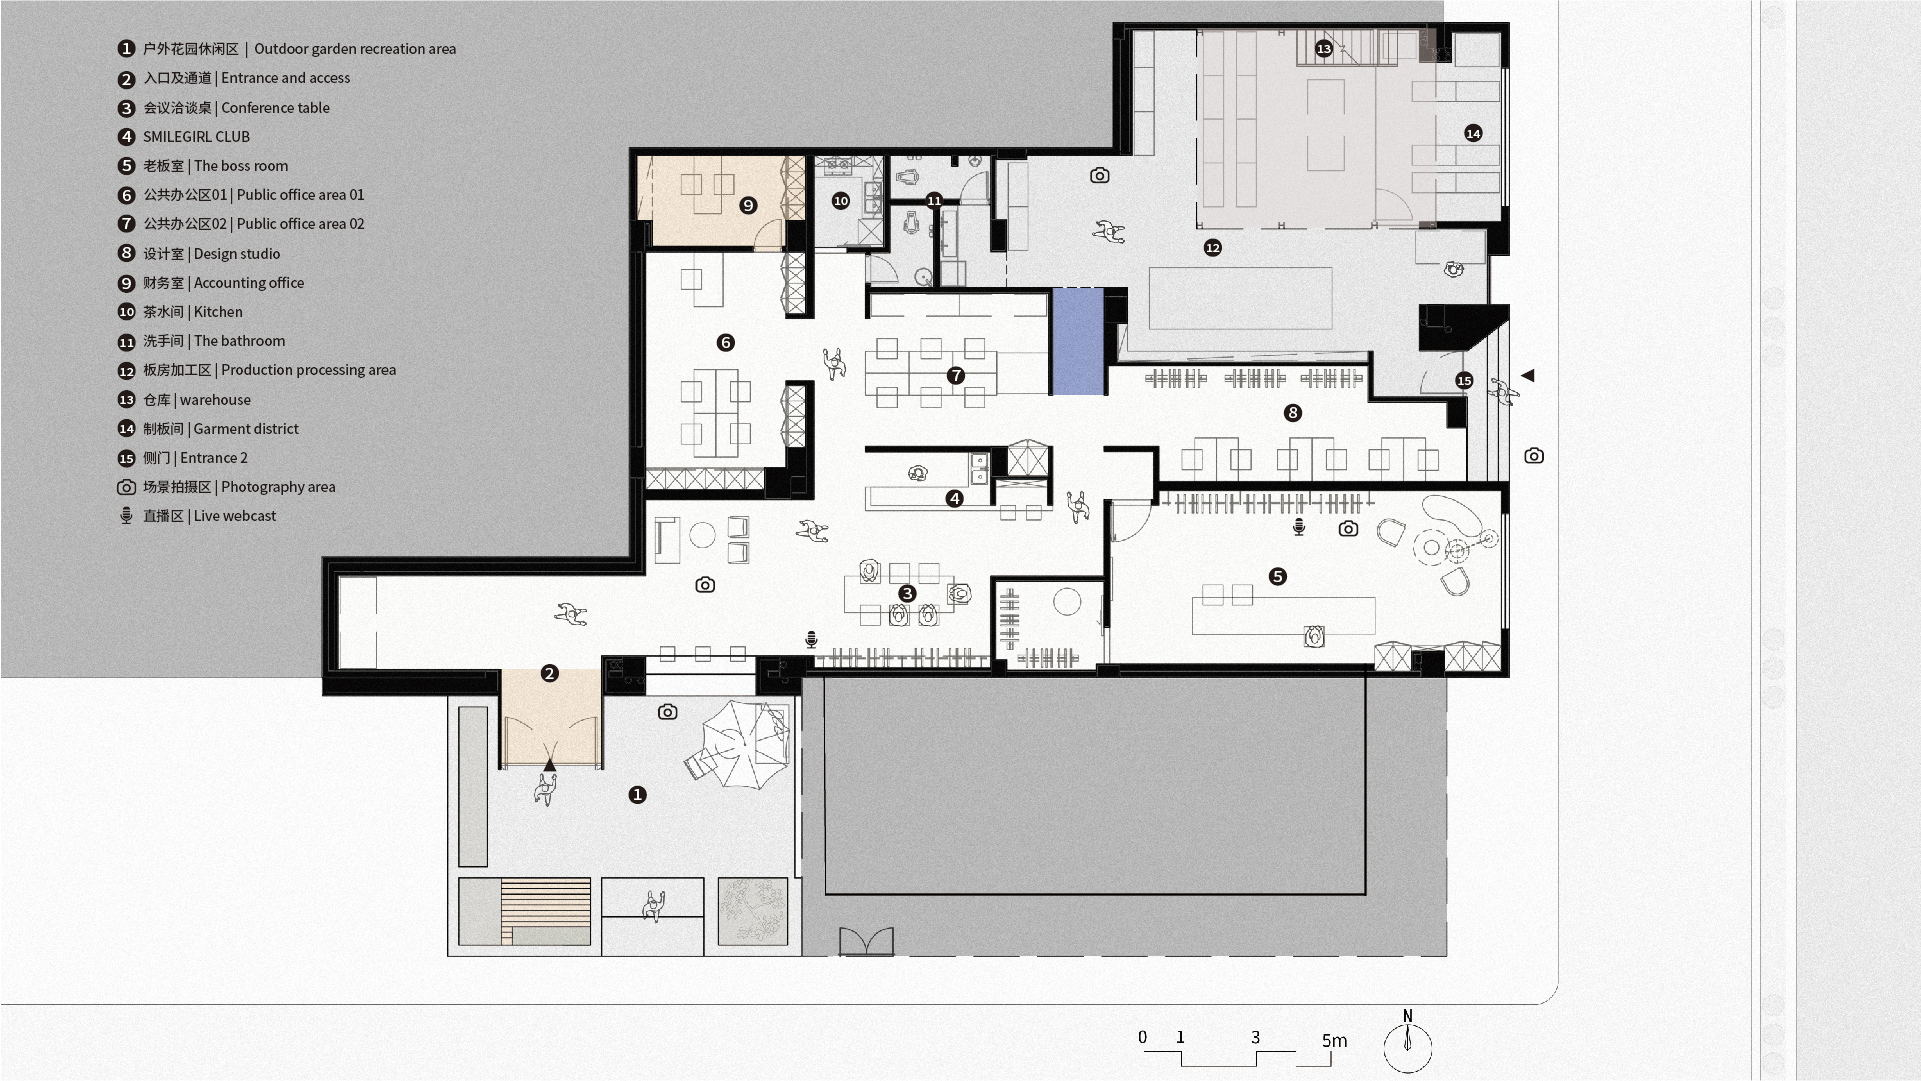 1 户外花园休闲区 | Outdoor garden recreation area
2 入口及通道 | Entrance and access
3 会议洽谈桌 | Conference table
4 SMILEGIRL CLUB
5 老板室 | The boss room
6 公共办公区01 | Public office area 01
7 公共办公区02 | Public office area 02
8 设计室 | Design studio
9 财务室 | Accounting office
10 茶水间 | Kitchen
11 洗手间 | The bathroom
12 板房加工区 | Production processing area
13 仓库 | warehouse
14 制板间 | Garment district
15 侧门 | Entrance 2
场景拍摄区 | Photography area
直播区 | Live webcast
13
14
9
10
11
12
6
7
15
8
4
5
3
2
1
N
0 1 3 5m